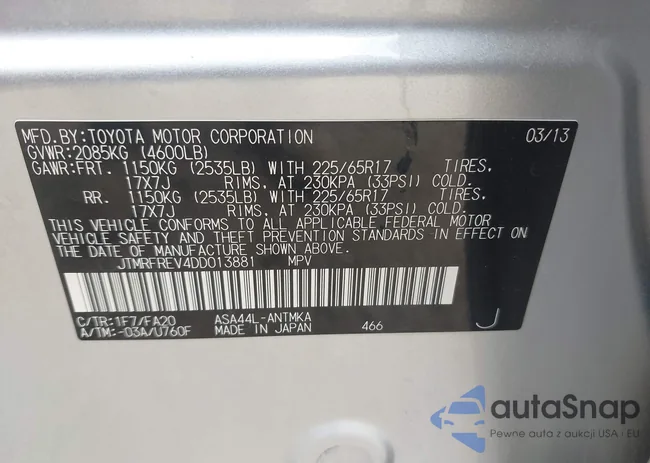 MFD.BY:TOYOTA MOTOR CORPORATION 03/13
GVWR:2085KG (4600LB)
GAWR:FRT. 1150KG (2535LB) WITH 225/65R17 TIRES,
17X7J RIMS, AT 230KPA (33PSI) COLD.
RR. 1150KG (2535LB) WITH 225/65R17 TIRES,
17X7J RIMS, AT 230KPA (33PSI) COLD.
THIS VEHICLE CONFORMS TO ALL APPLICABLE FEDERAL MOTOR
VEHICLE SAFETY AND THEFT PREVENTION STANDARDS IN EFFECT ON
THE DATE OF MANUFACTURE SHOWN ABOVE.
JTMRFREV4DD013881 MPV
C/TR:1F7/FA20 ASA44L-ANTMKA
A/TM:-03A/U760F MADE IN JAPAN 466 J
autaSnap
Pewne auta z aukcji USA i EU